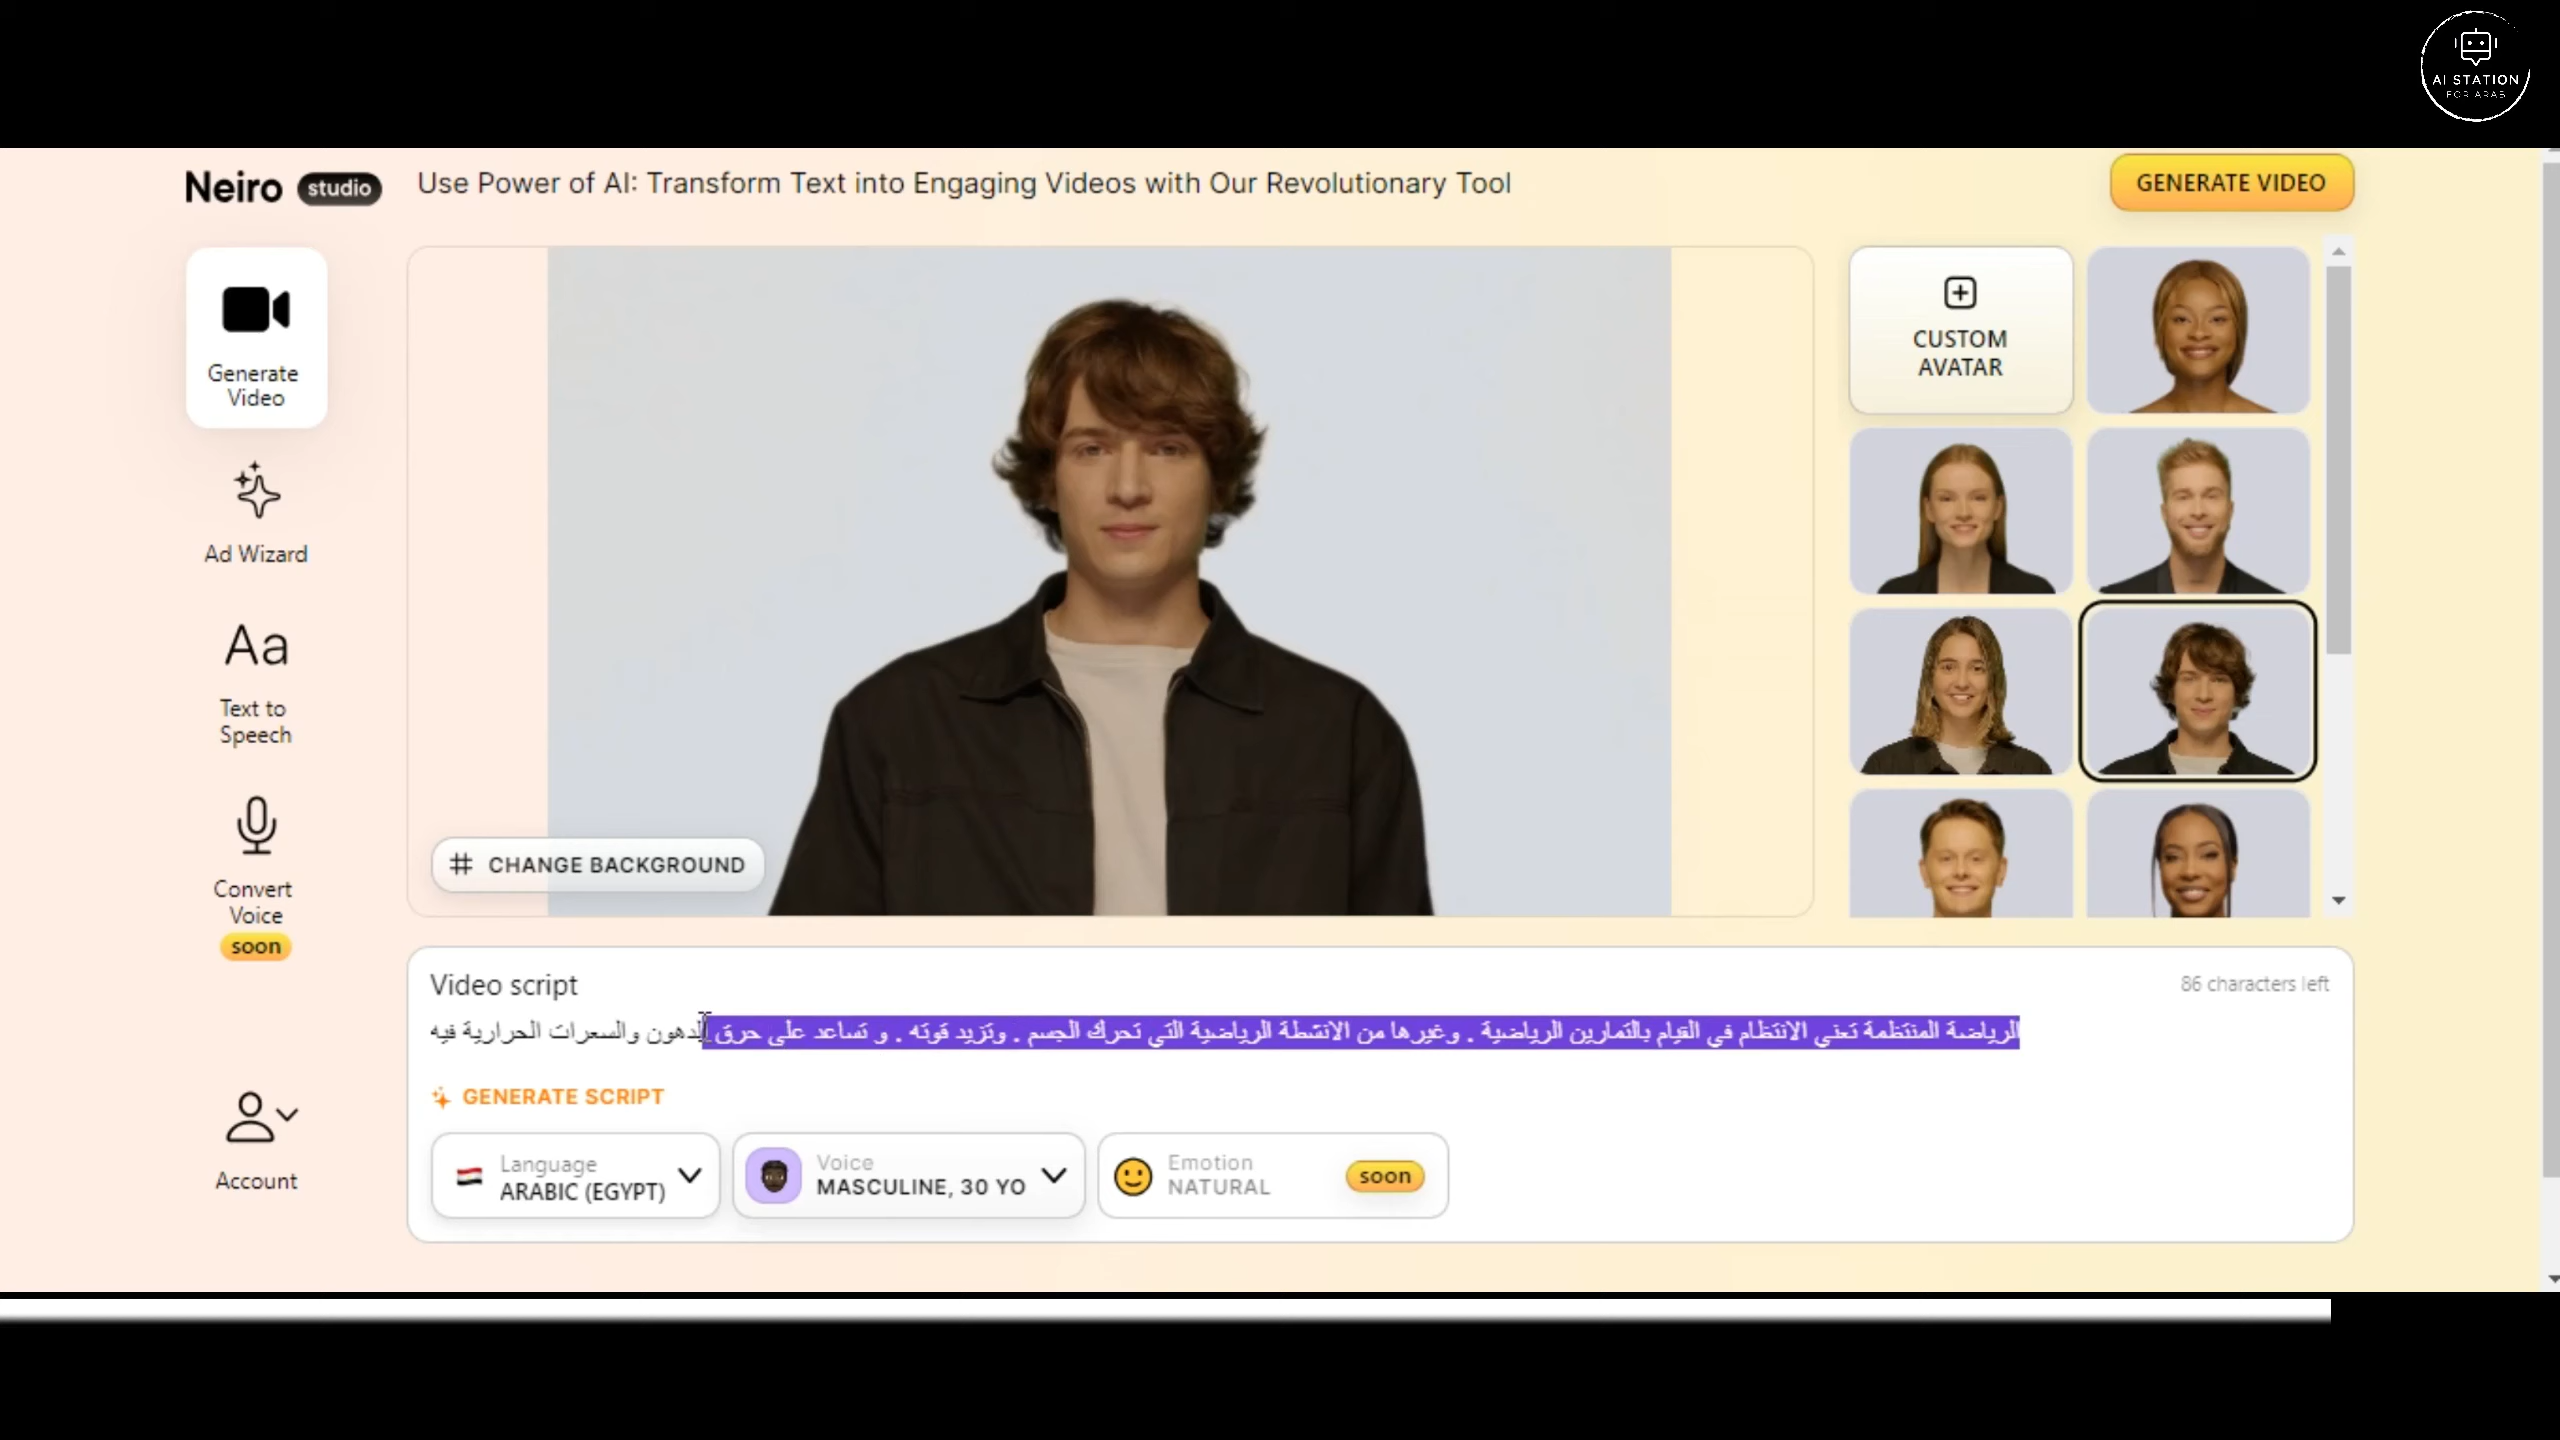 AI STATION
FOR ARAB
Neiro studio
Use Power of AI: Transform Text into Engaging Videos with Our Revolutionary Tool
GENERATE VIDEO
Generate
Video
Ad Wizard
Aa
Text to
Speech
Convert
Voice
soon
Account
CUSTOM
AVATAR
# CHANGE BACKGROUND
Video script
86 characters left
الرياضة المنتظمة تعني الانتظام في القيام بالتمارين الرياضية . وغيرها من الانشطة الرياضية التي تحرك الجسم . وتزيد قوته . و تساعد على حرق الدهون والسعرات الحرارية فيه
GENERATE SCRIPT
Language
ARABIC (EGYPT)
Voice
MASCULINE, 30 YO
Emotion
NATURAL
soon